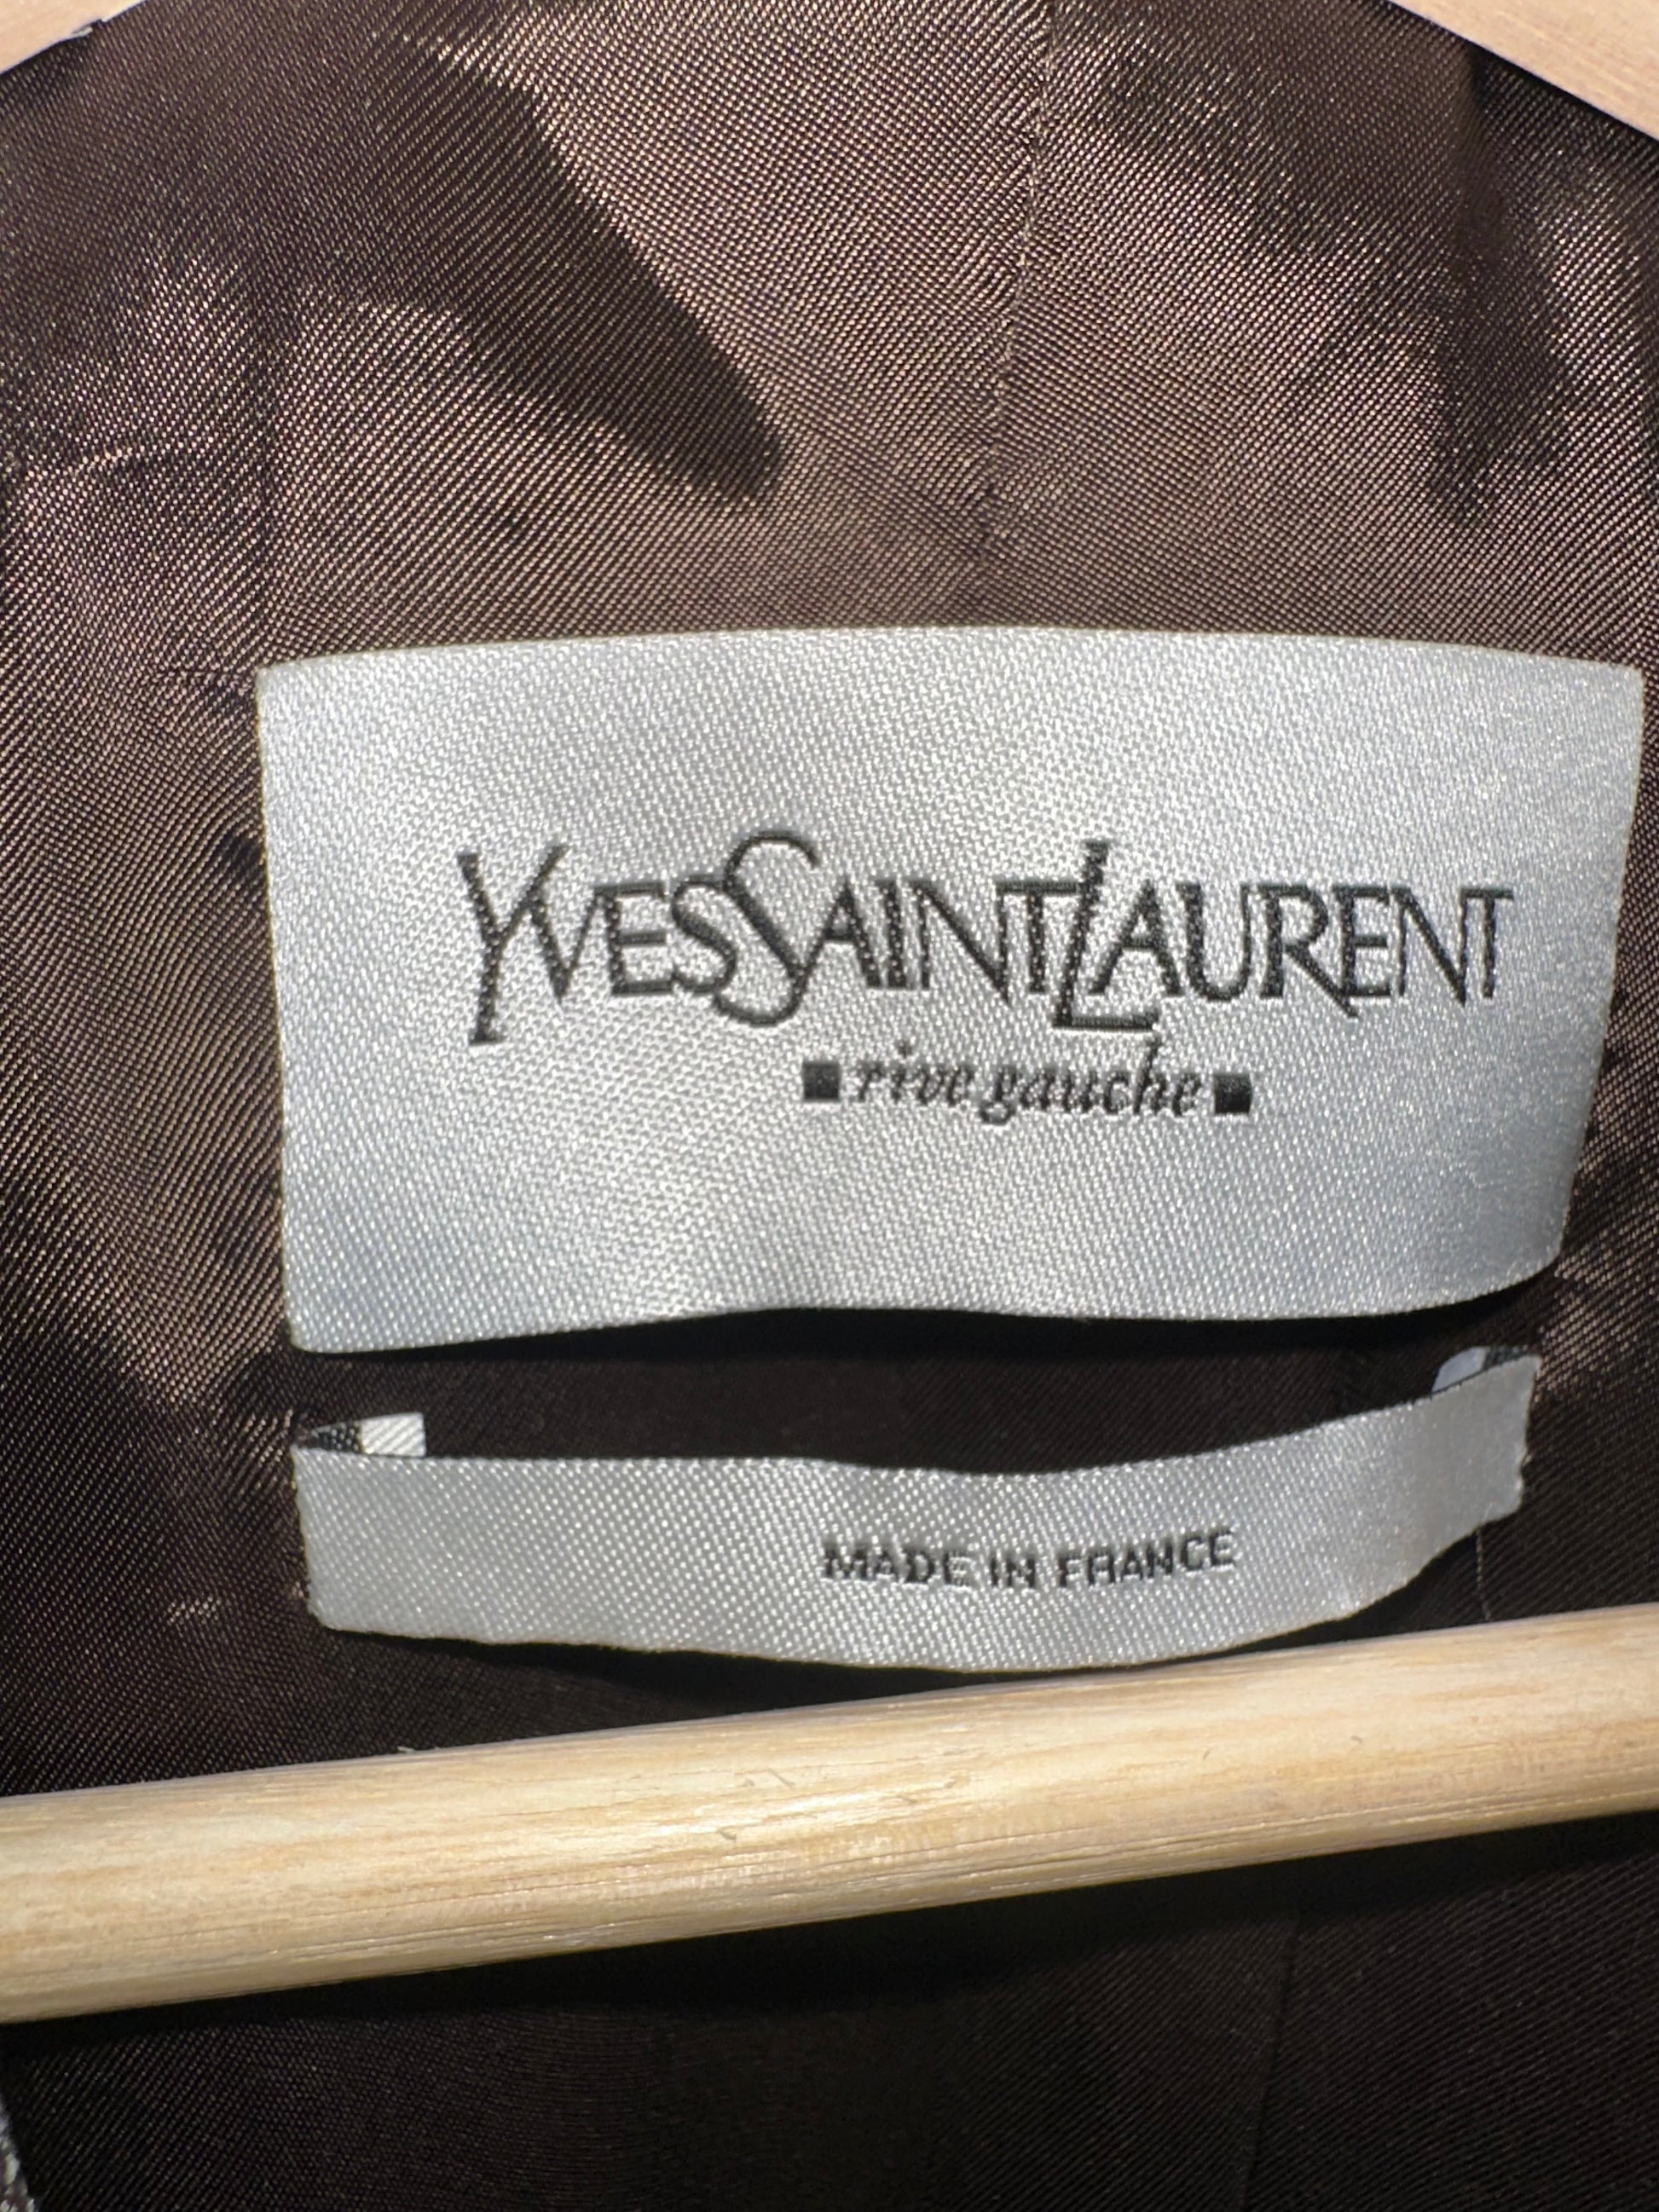 YVESSAINTLAURENT
▪rive gauche▪
MADE IN FRANCE